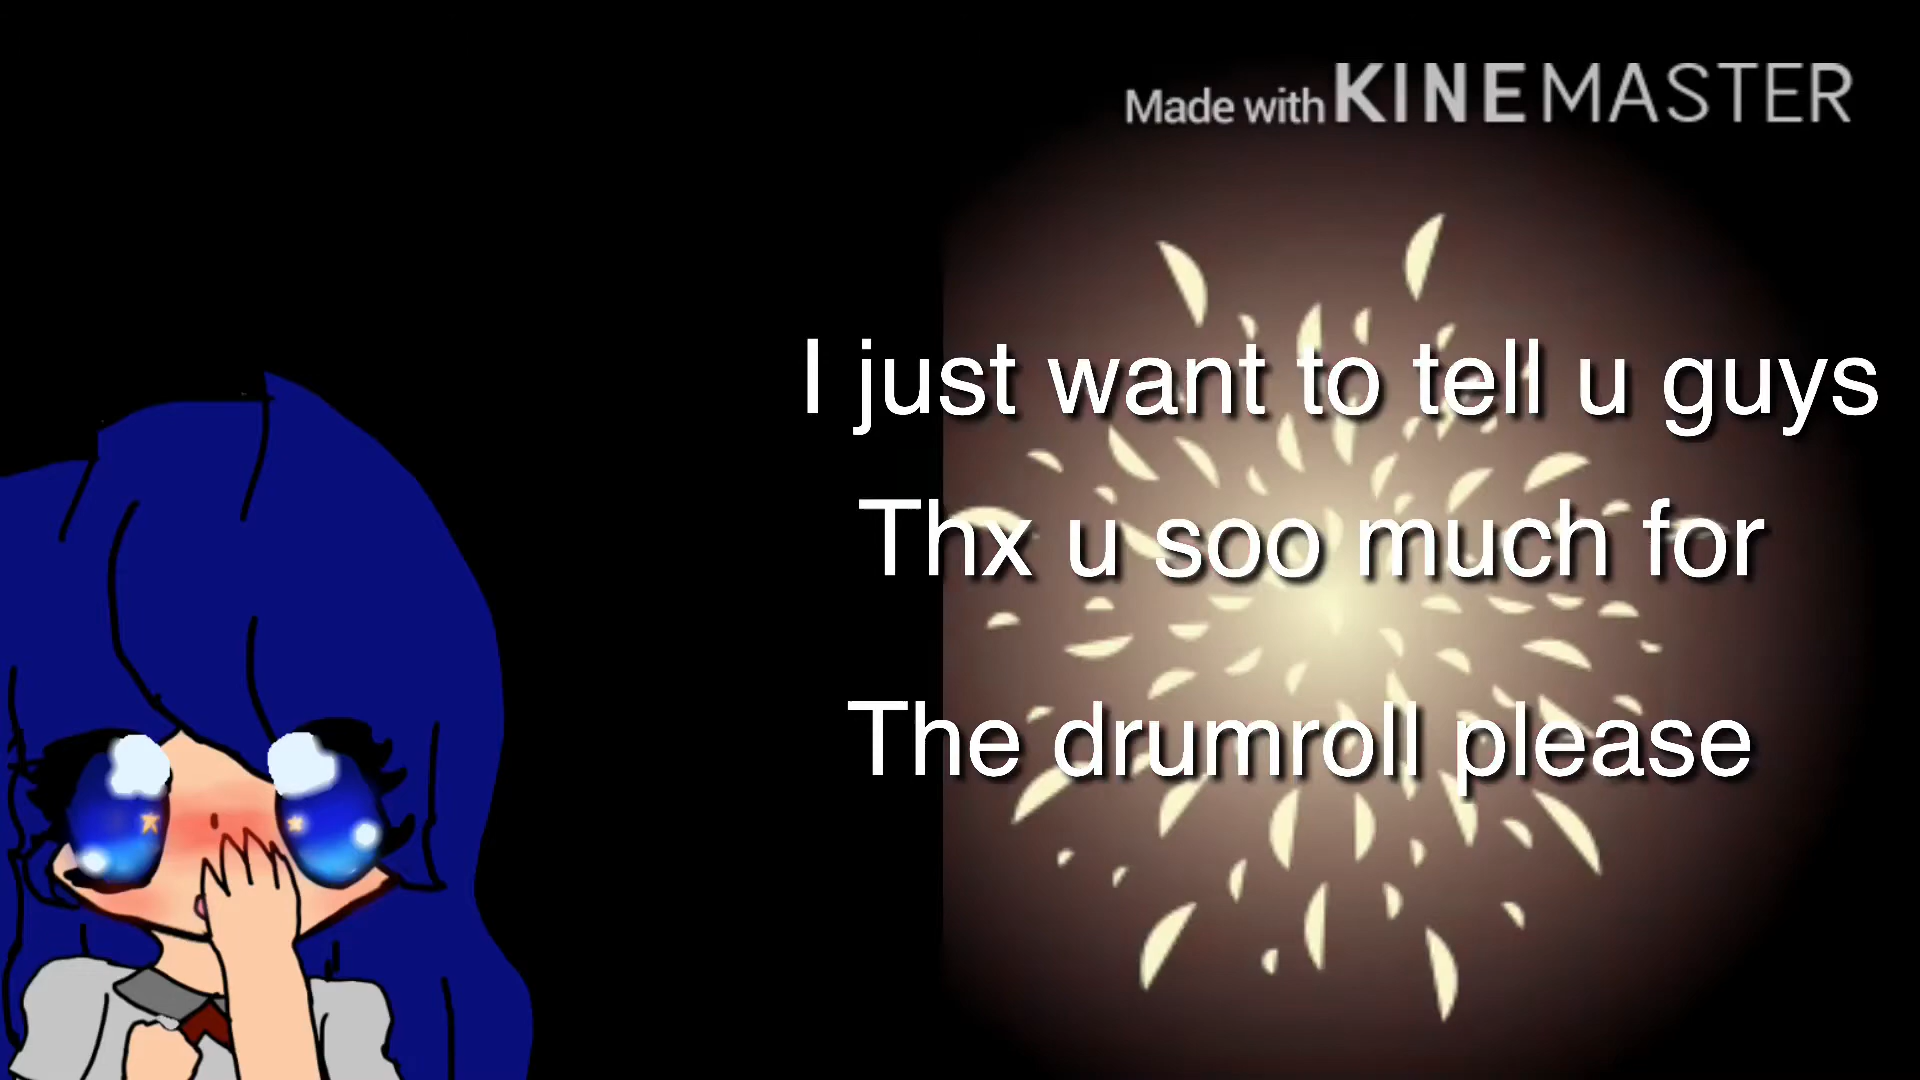 Made with KINEMASTER
I just want to tell u guys
Thx u soo much for
The drumroll please